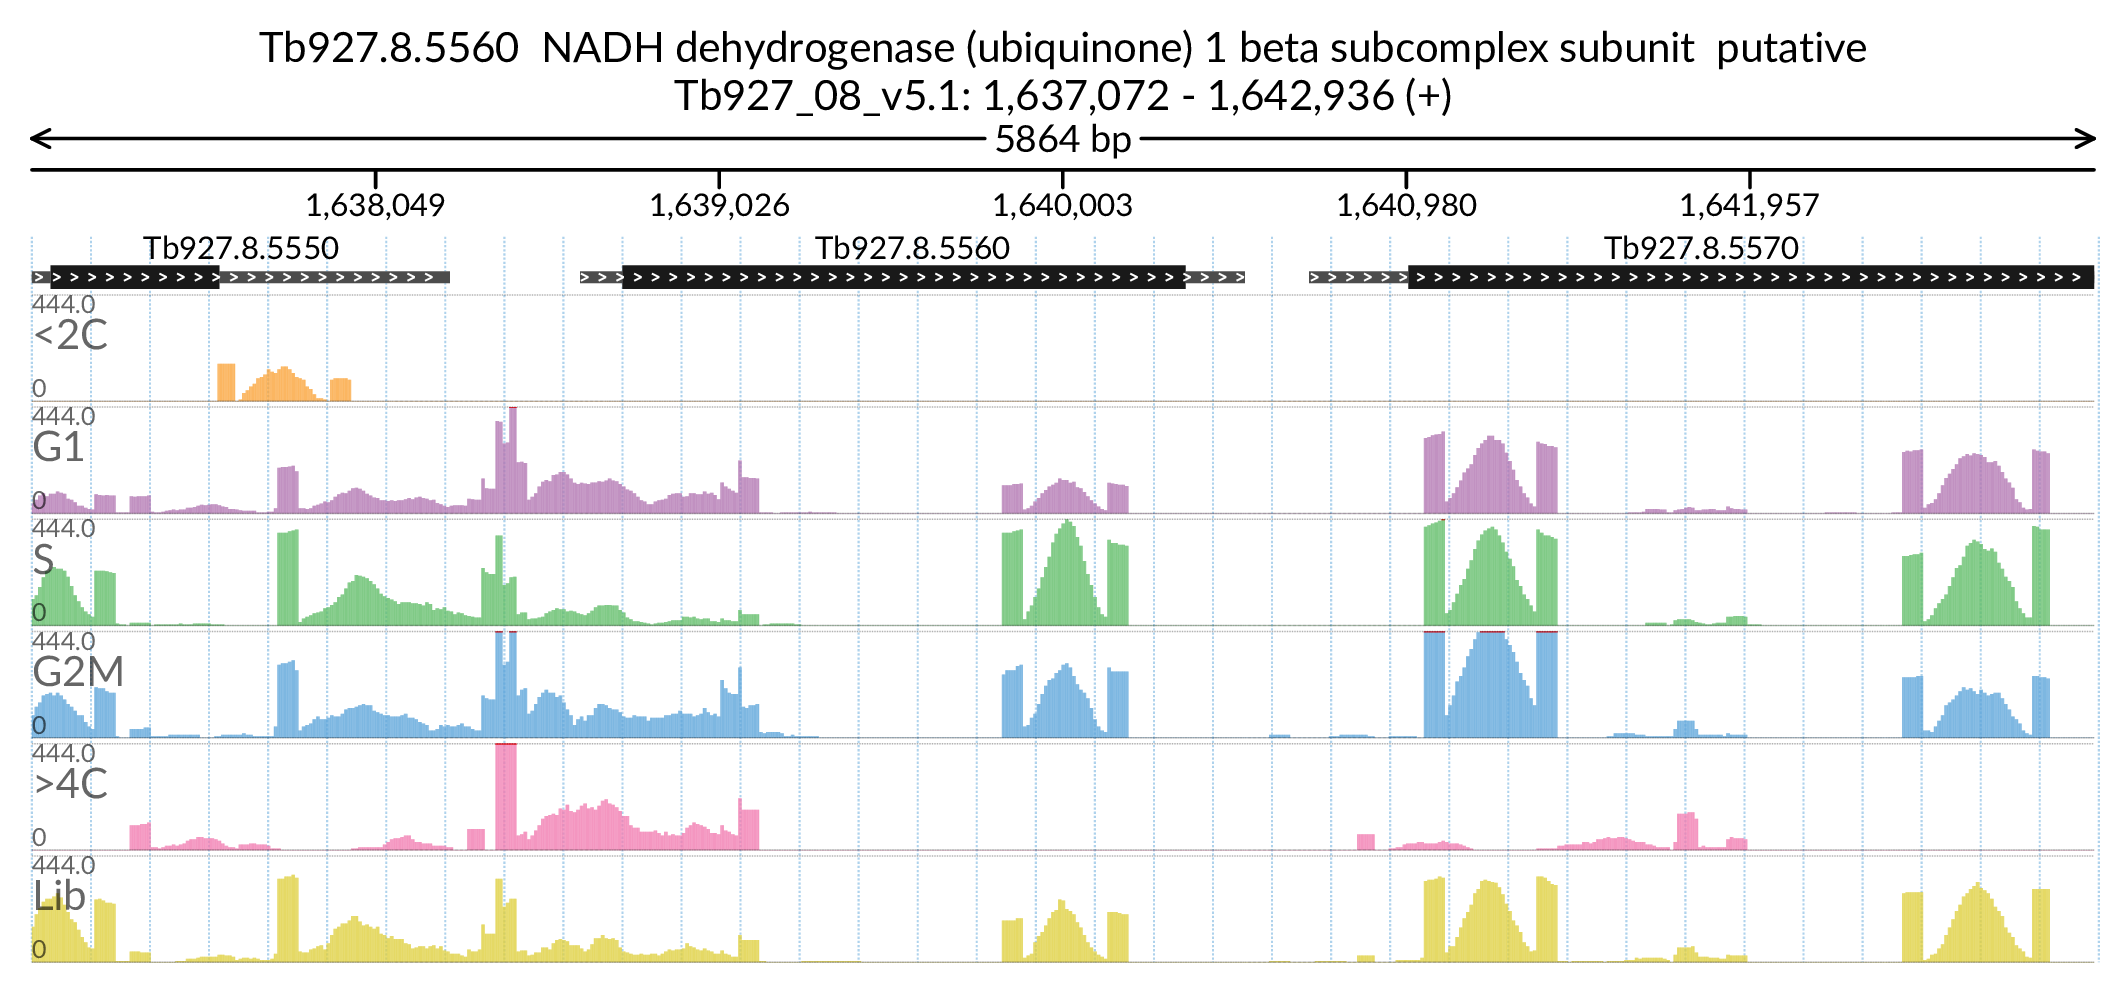 Tb927.8.5560  NADH dehydrogenase (ubiquinone) 1 beta subcomplex subunit  putative
Tb927_08_v5.1: 1,637,072 - 1,642,936 (+)
5864 bp
1,638,049 1,639,026 1,640,003 1,640,980 1,641,957
Tb927.8.5550 Tb927.8.5560 Tb927.8.5570
444.0
<2C
0
444.0
G1
0
444.0
S
0
444.0
G2M
0
444.0
>4C
0
444.0
Lib
0